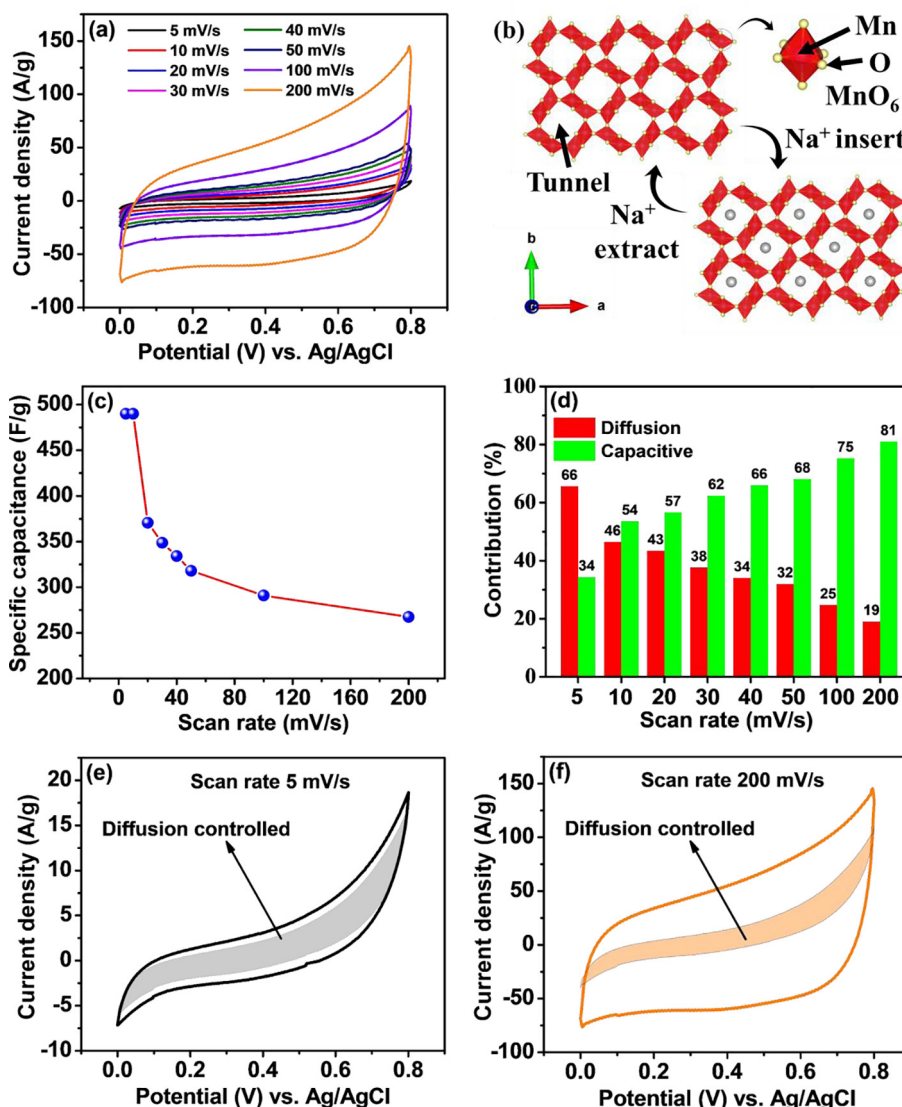 (a)
5 mV/s 40 mV/s
10 mV/s 50 mV/s
20 mV/s 100 mV/s
30 mV/s 200 mV/s
Current density (A/g)
150
100
50
0
-50
-100
0.0 0.2 0.4 0.6 0.8
Potential (V) vs. Ag/AgCl
(b)
Mn
O
MnO6
Na+ insert
Tunnel
Na+
extract
b
a
(c)
Specific capacitance (F/g)
500
450
400
350
300
250
200
0 40 80 120 160 200
Scan rate (mV/s)
(d)
Diffusion
Capacitive
Contribution (%)
100
80
60
40
20
0
66 34 46 54 43 57 38 62 34 66 32 68 25 75 19 81
5 10 20 30 40 50 100 200
Scan rate (mV/s)
(e)
Scan rate 5 mV/s
Diffusion controlled
Current density (A/g)
20
15
10
5
0
-5
-10
0.0 0.2 0.4 0.6 0.8
Potential (V) vs. Ag/AgCl
(f)
Scan rate 200 mV/s
Diffusion controlled
Current density (A/g)
150
100
50
0
-50
-100
0.0 0.2 0.4 0.6 0.8
Potential (V) vs. Ag/AgCl